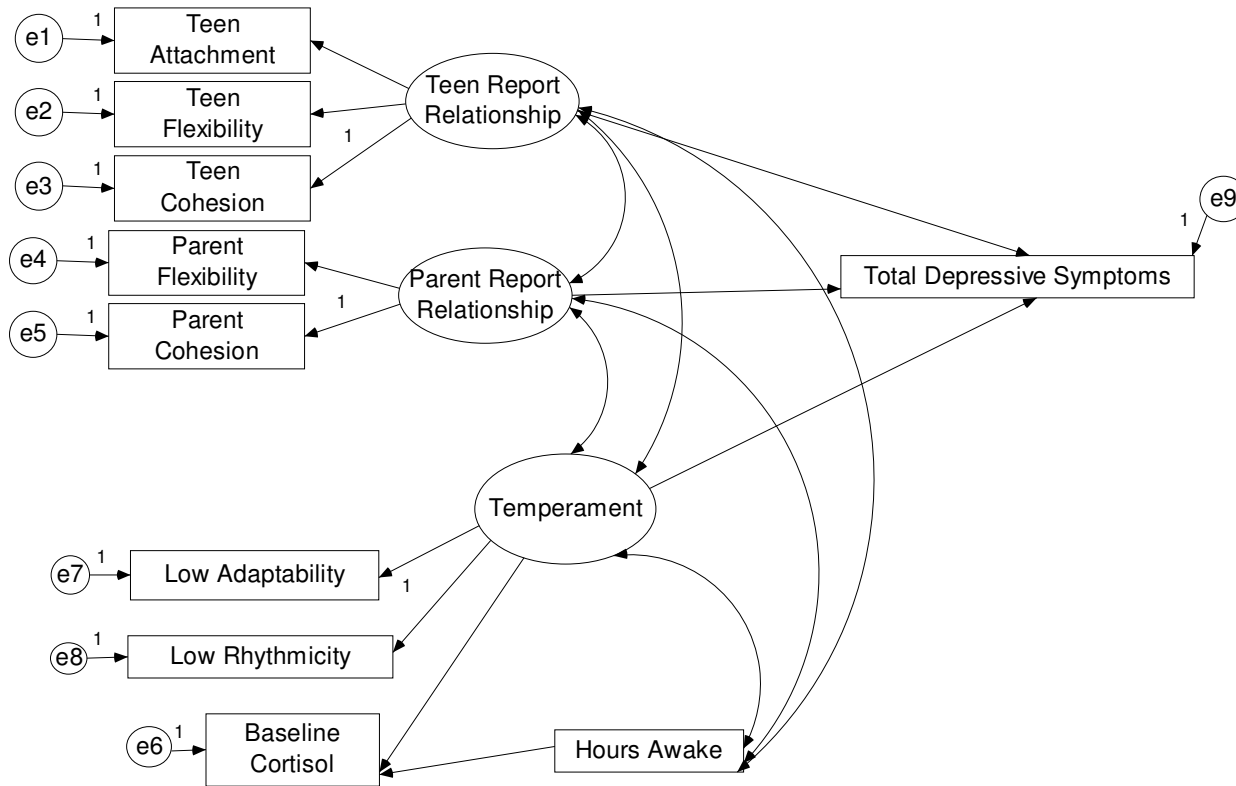 e1
1
Teen
Attachment
e2
1
Teen
Flexibility
e3
1
Teen
Cohesion
1
Teen Report
Relationship
e4
1
Parent
Flexibility
e5
1
Parent
Cohesion
1
Parent Report
Relationship
e9
1
Total Depressive Symptoms
Temperament
e7
1
Low Adaptability
1
e8
1
Low Rhythmicity
e6
1
Baseline
Cortisol
Hours Awake